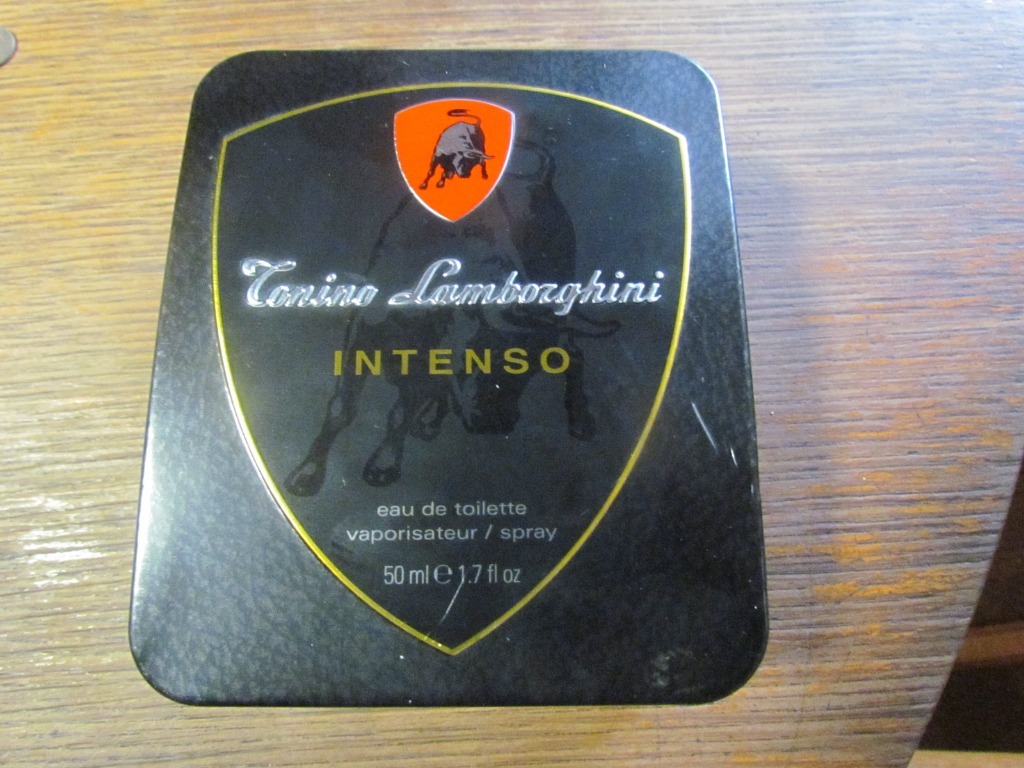 Tonino Lamborghini
INTENSO
eau de toilette
vaporisateur / spray
50 ml ℮ 1.7 fl oz